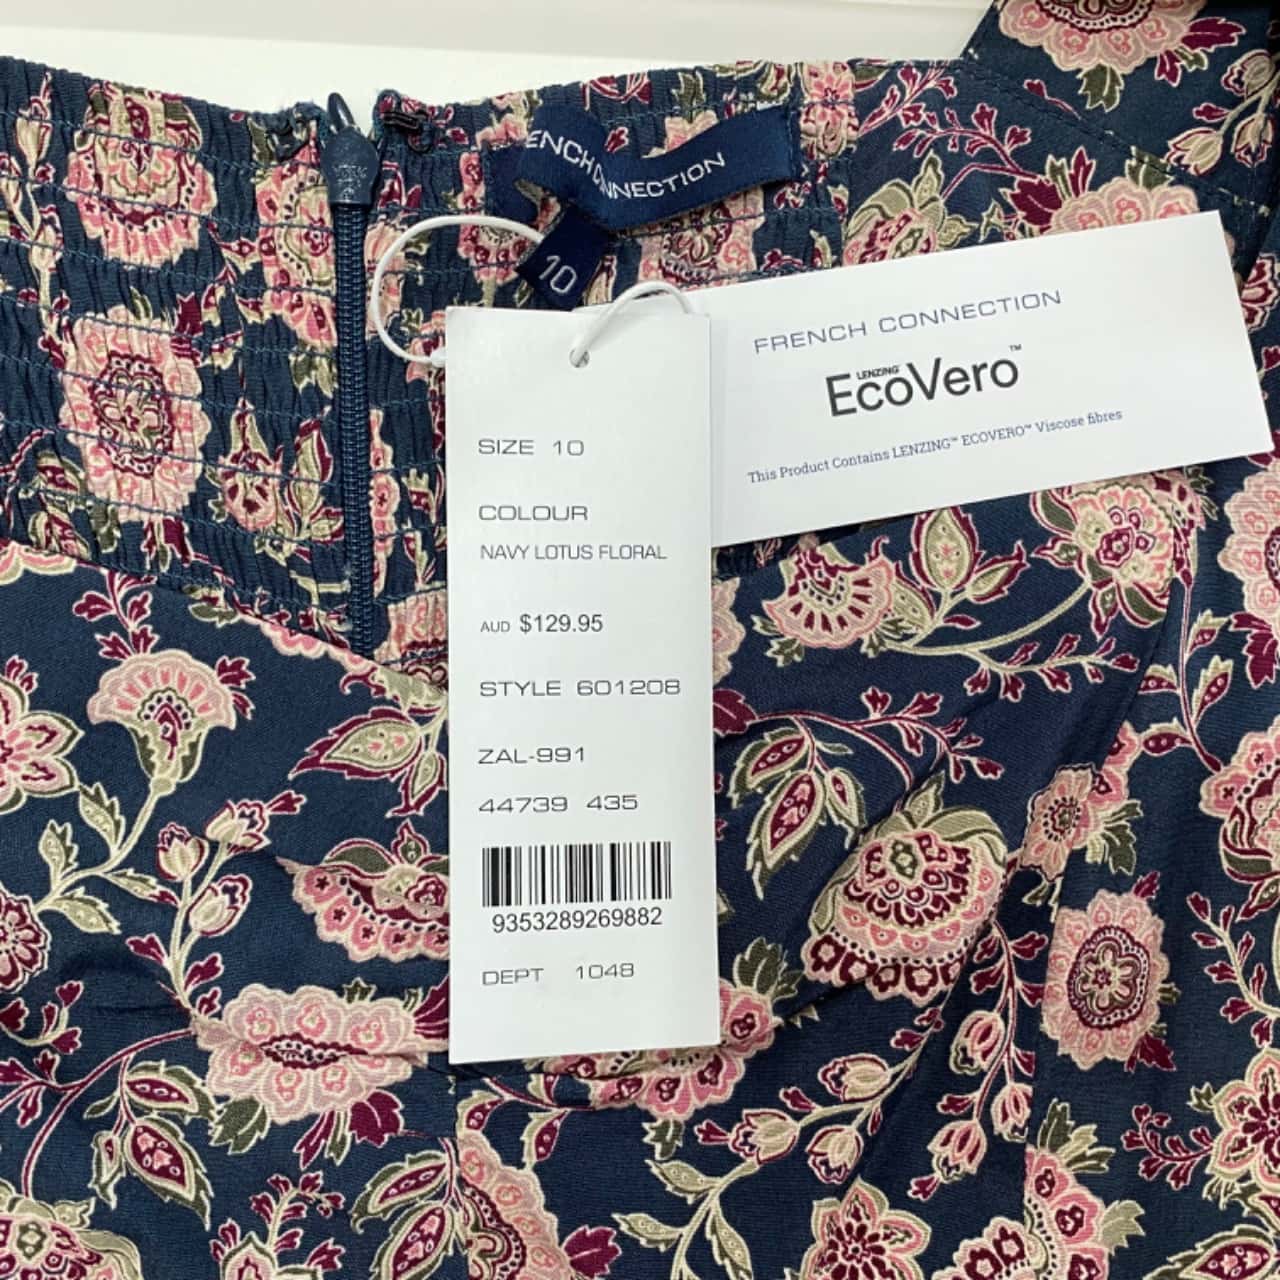 ENCH CONNECTION
10
SIZE 10
COLOUR
NAVY LOTUS FLORAL
AUD $129.95
STYLE 601208
ZAL-991
44739 435
9353289269882
DEPT 1048
FRENCH CONNECTION
LENZING
EcoVero™
This Product Contains LENZING™ ECOVERO™ Viscose fibres